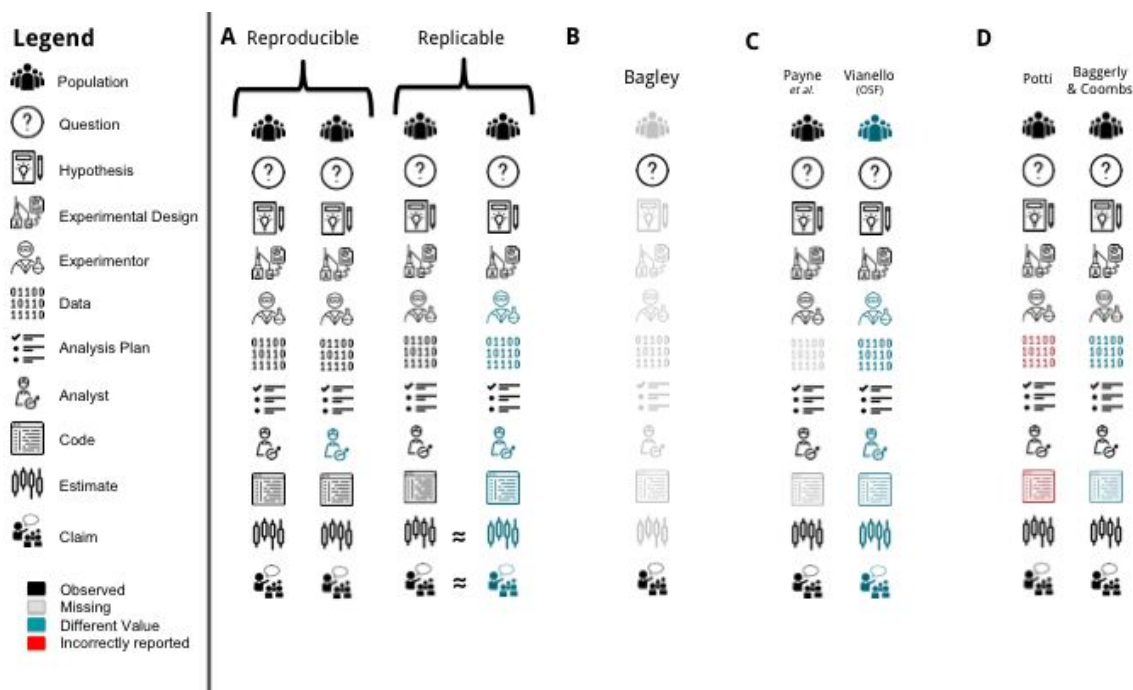 Legend
Population
Question
Hypothesis
Experimental Design
Experimentor
Data
Analysis Plan
Analyst
Code
Estimate
Claim
Observed
Missing
Different Value
Incorrectly reported
A Reproducible Replicable
B
Bagley
C
Payne
et al.
Vianello
(OSF)
D
Potti
Baggerly
& Coombs
? ? ? ? ? ? ? ?
01100
10110
11111
≈
≈